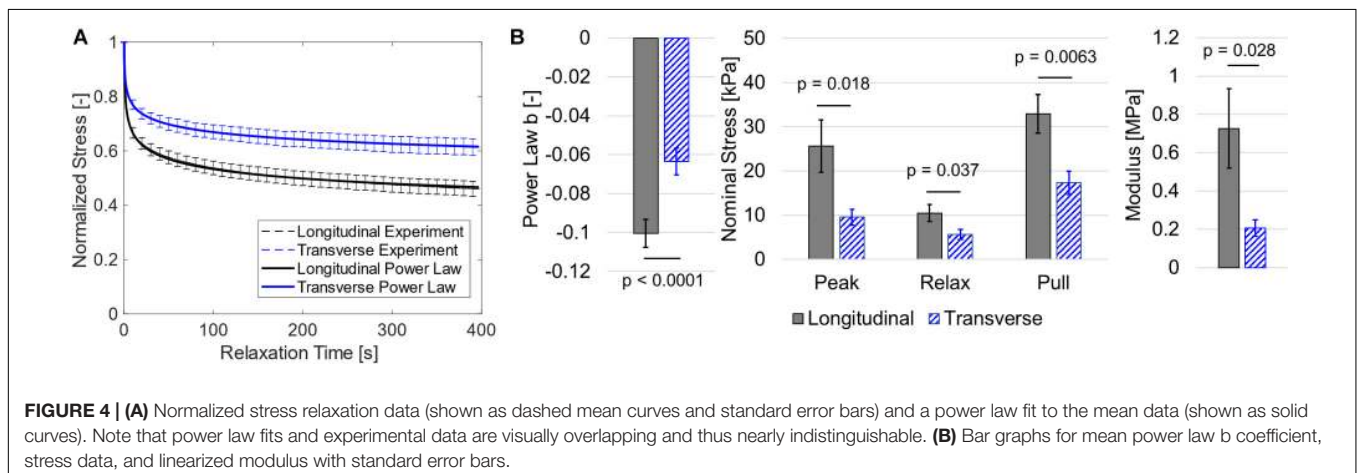 A
Normalized Stress [-]
1
0.8
0.6
0.4
0.2
0
0 100 200 300 400
Relaxation Time [s]
Longitudinal Experiment
Transverse Experiment
Longitudinal Power Law
Transverse Power Law
B
Power Law b [-]
0
-0.02
-0.04
-0.06
-0.08
-0.1
-0.12
p < 0.0001
Nominal Stress [kPa]
50
40
30
20
10
0
p = 0.018
p = 0.037
p = 0.0063
Peak Relax Pull
Longitudinal Transverse
Modulus [MPa]
1.2
1
0.8
0.6
0.4
0.2
0
p = 0.028
FIGURE 4 | (A) Normalized stress relaxation data (shown as dashed mean curves and standard error bars) and a power law fit to the mean data (shown as solid
curves). Note that power law fits and experimental data are visually overlapping and thus nearly indistinguishable. (B) Bar graphs for mean power law b coefficient,
stress data, and linearized modulus with standard error bars.